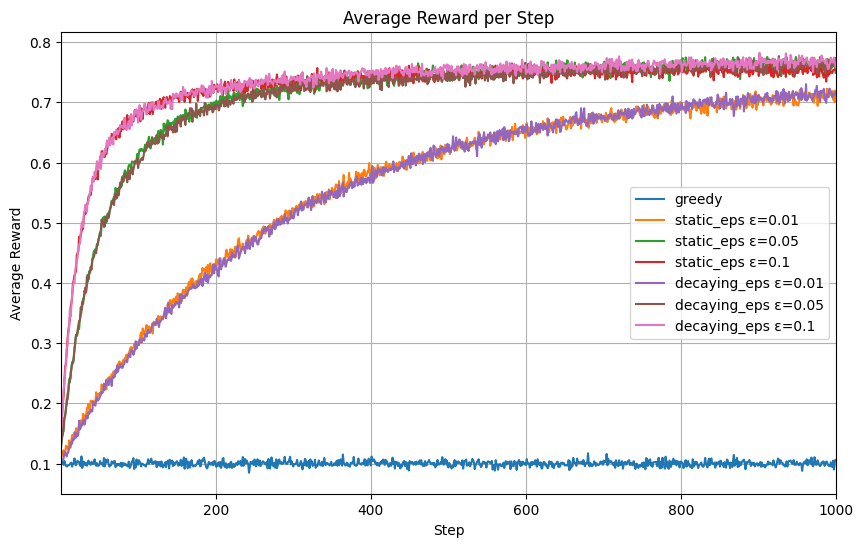 Average Reward per Step
Average Reward
0.8
0.7
0.6
0.5
0.4
0.3
0.2
0.1
200
400
600
800
1000
Step
greedy
static_eps ε=0.01
static_eps ε=0.05
static_eps ε=0.1
decaying_eps ε=0.01
decaying_eps ε=0.05
decaying_eps ε=0.1